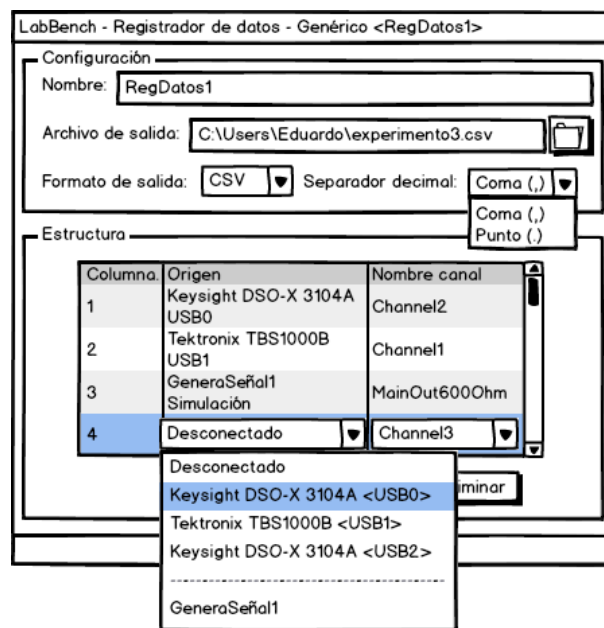 LabBench - Registrador de datos - Genérico <RegDatos1>
Configuración
Nombre: RegDatos1
Archivo de salida: C:\Users\Eduardo\experimento3.csv
Formato de salida: CSV Separador decimal: Coma (,)
Coma (,)
Punto (.)
Estructura
Columna. Origen Nombre canal
1 Keysight DSO-X 3104A USB0 Channel2
2 Tektronix TBS1000B USB1 Channel1
3 GeneraSeñal1 Simulación MainOut600Ohm
4 Desconectado Channel3
Desconectado
Keysight DSO-X 3104A <USB0>
iminar
Tektronix TBS1000B <USB1>
Keysight DSO-X 3104A <USB2>
GeneraSeñal1